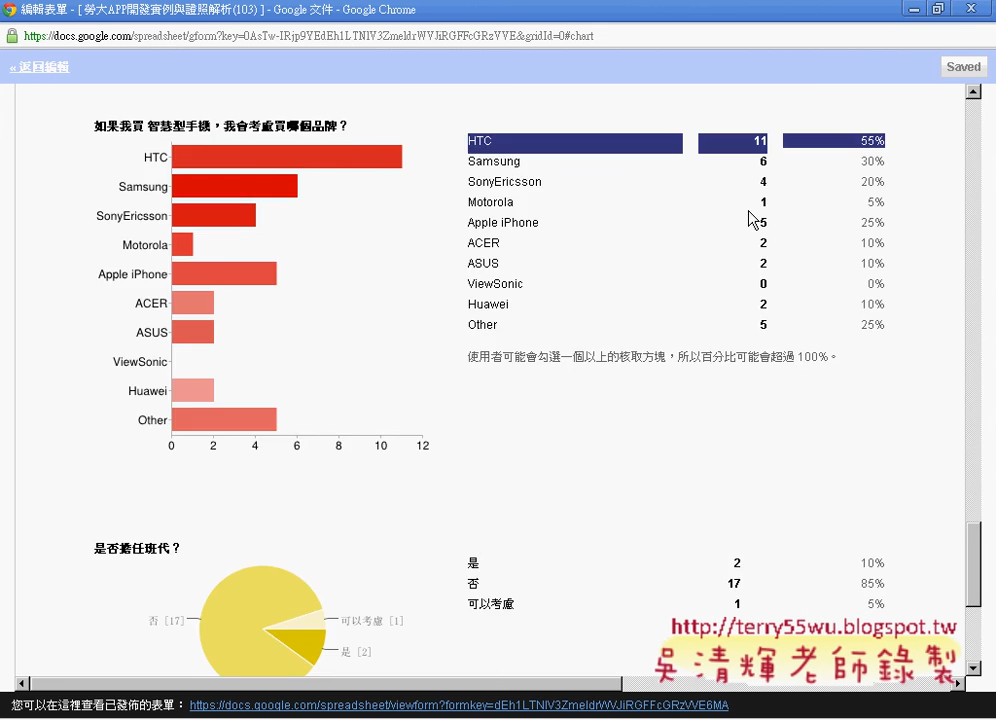 編輯表單 - [ 勞大APP開發實例與證照解析(103) ] - Google 文件 - Google Chrome
https://docs.google.com/spreadsheet/gform?key=0AsTw-IRjp9YEdEh1LTNlV3ZmeldrWVJiRGFFcGRzVVE&gridId=0#chart
« 返回編輯
Saved
如果我買 智慧型手機，我會考慮買哪個品牌？
HTC
Samsung
SonyEricsson
Motorola
Apple iPhone
ACER
ASUS
ViewSonic
Huawei
Other
0 2 4 6 8 10 12
HTC 11 55%
Samsung 6 30%
SonyEricsson 4 20%
Motorola 1 5%
Apple iPhone 5 25%
ACER 2 10%
ASUS 2 10%
ViewSonic 0 0%
Huawei 2 10%
Other 5 25%
使用者可能會勾選一個以上的核取方塊，所以百分比可能會超過 100%。
是否擔任班代？
否 [17]
可以考慮 [1]
是 [2]
是 2 10%
否 17 85%
可以考慮 1 5%
http://terry55wu.blogspot.tw
吳清輝老師錄製
您可以在這裡查看已發佈的表單： https://docs.google.com/spreadsheet/viewform?formkey=dEh1LTNlV3ZmeldrWVJiRGFFcGRzVVE6MA